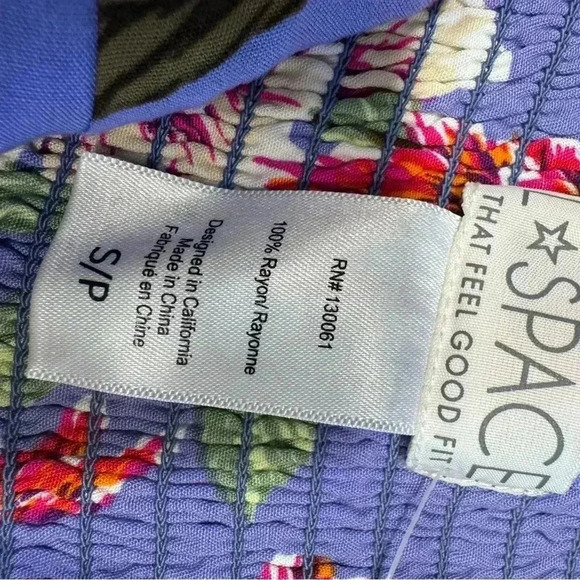 RN# 130061
100% Rayon/Rayonne
Designed in California
Made in China
Fabriqué en Chine
S/P
☆ SPACE
THAT FEEL GOOD FIT